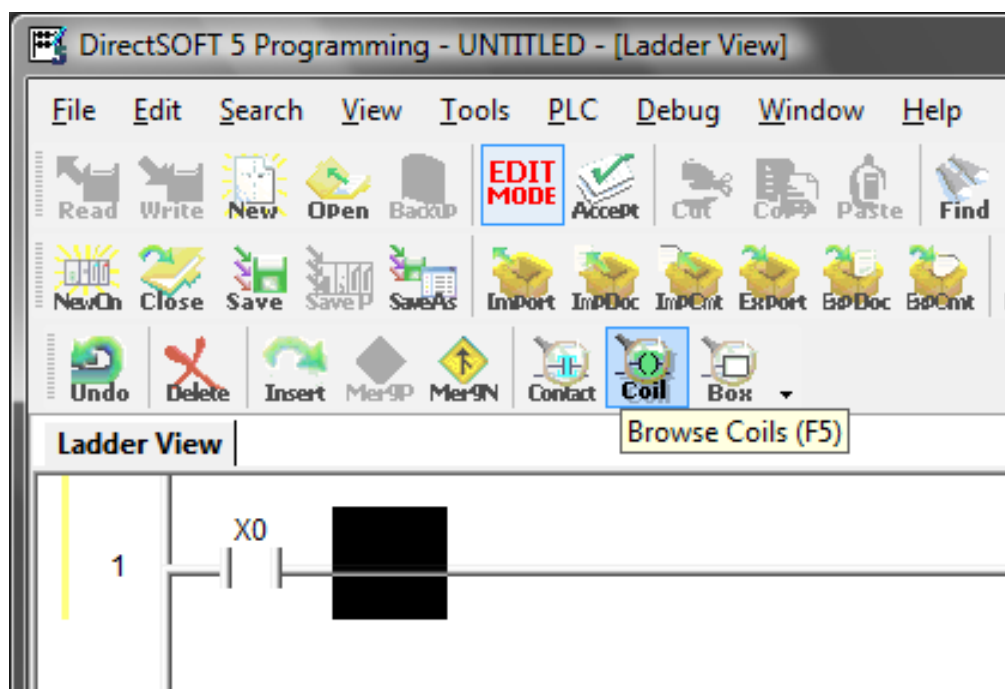 DirectSOFT 5 Programming - UNTITLED - [Ladder View]
File Edit Search View Tools PLC Debug Window Help
EDIT MODE
Read Write New Open Backup Accept Cut Copy Paste Find
NewOn Close Save SaveP SaveAs Import ImpDoc ImpCmt Export ExpDoc ExpCmt
Undo Delete Insert MergP MergN Contact Coil Box
Browse Coils (F5)
Ladder View
X0
1